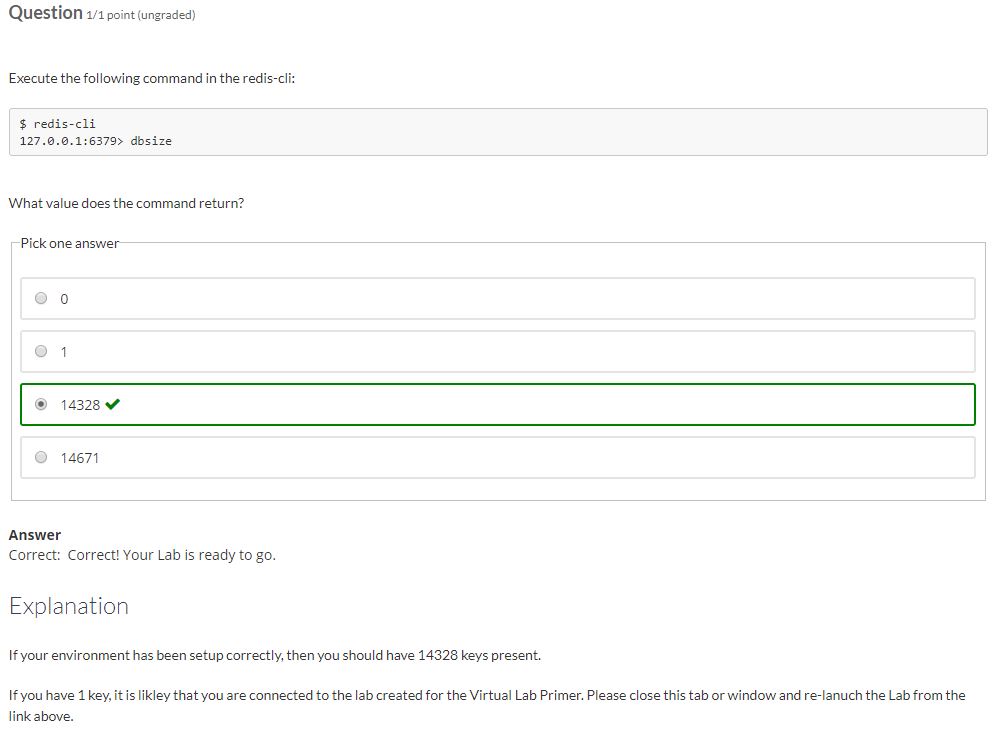 Question 1/1 point (ungraded)
Execute the following command in the redis-cli:
$ redis-cli
127.0.0.1:6379> dbsize
What value does the command return?
Pick one answer
0
1
14328
14671
Answer
Correct: Correct! Your Lab is ready to go.
Explanation
If your environment has been setup correctly, then you should have 14328 keys present.
If you have 1 key, it is likley that you are connected to the lab created for the Virtual Lab Primer. Please close this tab or window and re-lanuch the Lab from the
link above.